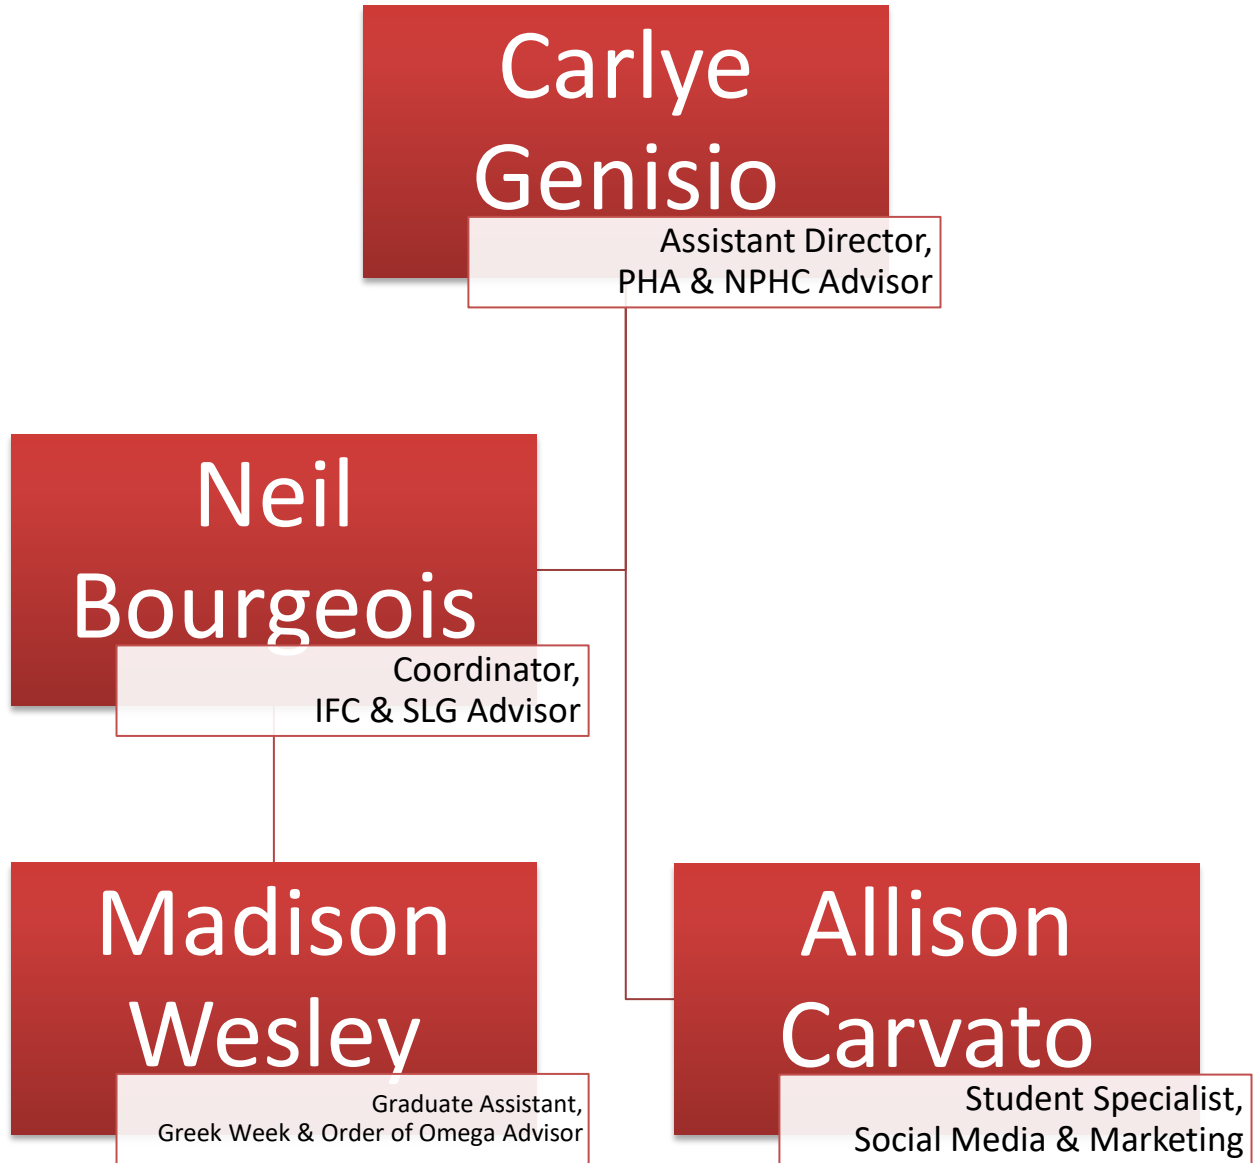 Carlye
Genisio
Assistant Director,
PHA & NPHC Advisor
Neil
Bourgeois
Coordinator,
IFC & SLG Advisor
Madison
Wesley
Graduate Assistant,
Greek Week & Order of Omega Advisor
Allison
Carvato
Student Specialist,
Social Media & Marketing